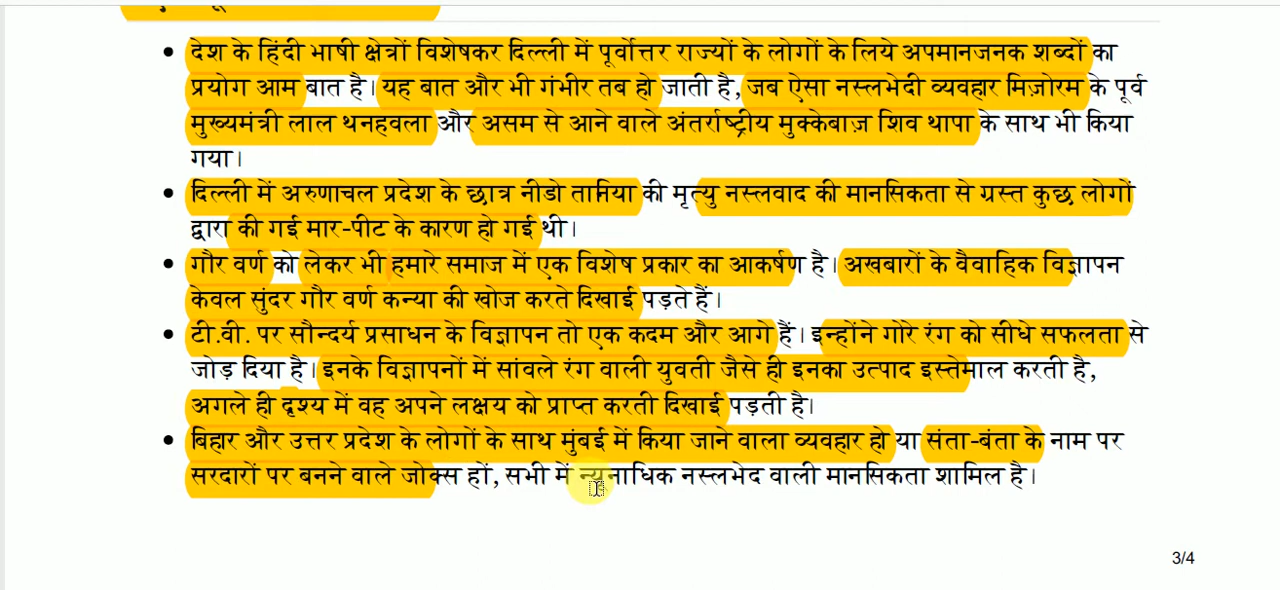 • देश के हिंदी भाषी क्षेत्रों विशेषकर दिल्ली में पूर्वोत्तर राज्यों के लोगों के लिये अपमानजनक शब्दों का
प्रयोग आम बात है। यह बात और भी गंभीर तब हो जाती है, जब ऐसा नस्लभेदी व्यवहार मिज़ोरम के पूर्व
मुख्यमंत्री लाल थनहवला और असम से आने वाले अंतर्राष्ट्रीय मुक्केबाज़ शिव थापा के साथ भी किया
गया।
• दिल्ली में अरुणाचल प्रदेश के छात्र नीडो तानिया की मृत्यु नस्लवाद की मानसिकता से ग्रस्त कुछ लोगों
द्वारा की गई मार-पीट के कारण हो गई थी।
• गौर वर्ण को लेकर भी हमारे समाज में एक विशेष प्रकार का आकर्षण है। अखबारों के वैवाहिक विज्ञापन
केवल सुंदर गौर वर्ण कन्या की खोज करते दिखाई पड़ते हैं।
• टी.वी. पर सौन्दर्य प्रसाधन के विज्ञापन तो एक कदम और आगे हैं। इन्होंने गोरे रंग को सीधे सफलता से
जोड़ दिया है। इनके विज्ञापनों में सांवले रंग वाली युवती जैसे ही इनका उत्पाद इस्तेमाल करती है,
अगले ही दृश्य में वह अपने लक्षय को प्राप्त करती दिखाई पड़ती है।
• बिहार और उत्तर प्रदेश के लोगों के साथ मुंबई में किया जाने वाला व्यवहार हो या संता-बंता के नाम पर
सरदारों पर बनने वाले जोक्स हों, सभी में न्यूनाधिक नस्लभेद वाली मानसिकता शामिल है।
3/4